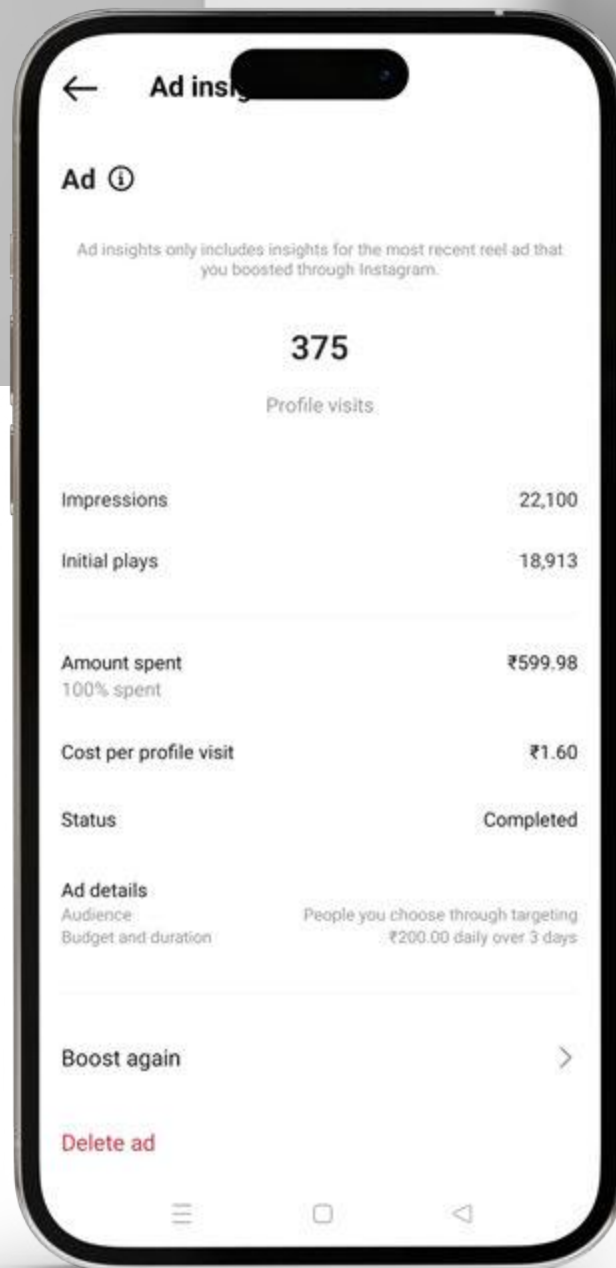 Ad insig
Ad
Ad insights only includes insights for the most recent reel ad that
you boosted through Instagram.
375
Profile visits
Impressions 22,100
Initial plays 18,913
Amount spent ₹599.98
100% spent
Cost per profile visit ₹1.60
Status Completed
Ad details
Audience People you choose through targeting
Budget and duration ₹200.00 daily over 3 days
Boost again
Delete ad